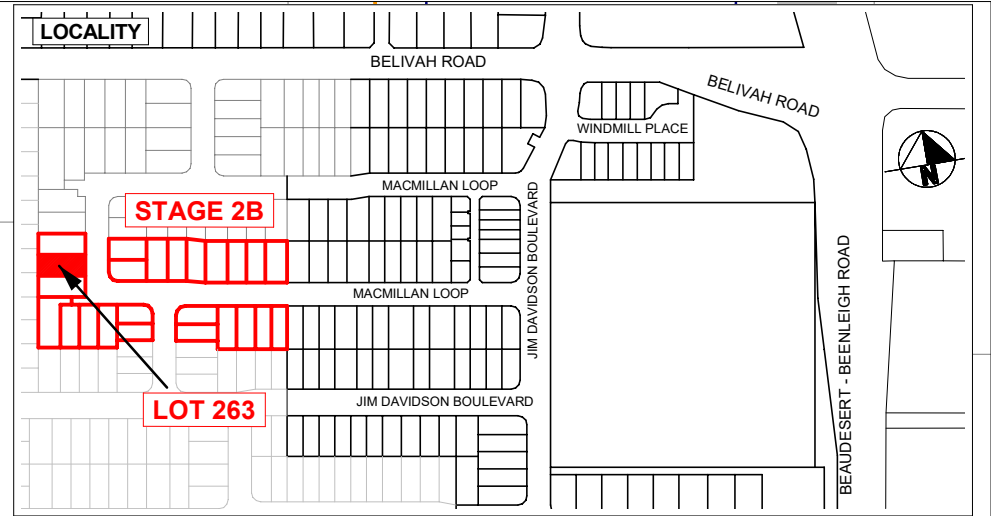 LOCALITY
BELIVAH ROAD
BELIVAH ROAD
WINDMILL PLACE
N
MACMILLAN LOOP
JIM DAVIDSON BOULEVARD
STAGE 2B
MACMILLAN LOOP
BEAUDESERT - BEENLEIGH ROAD
JIM DAVIDSON BOULEVARD
LOT 263